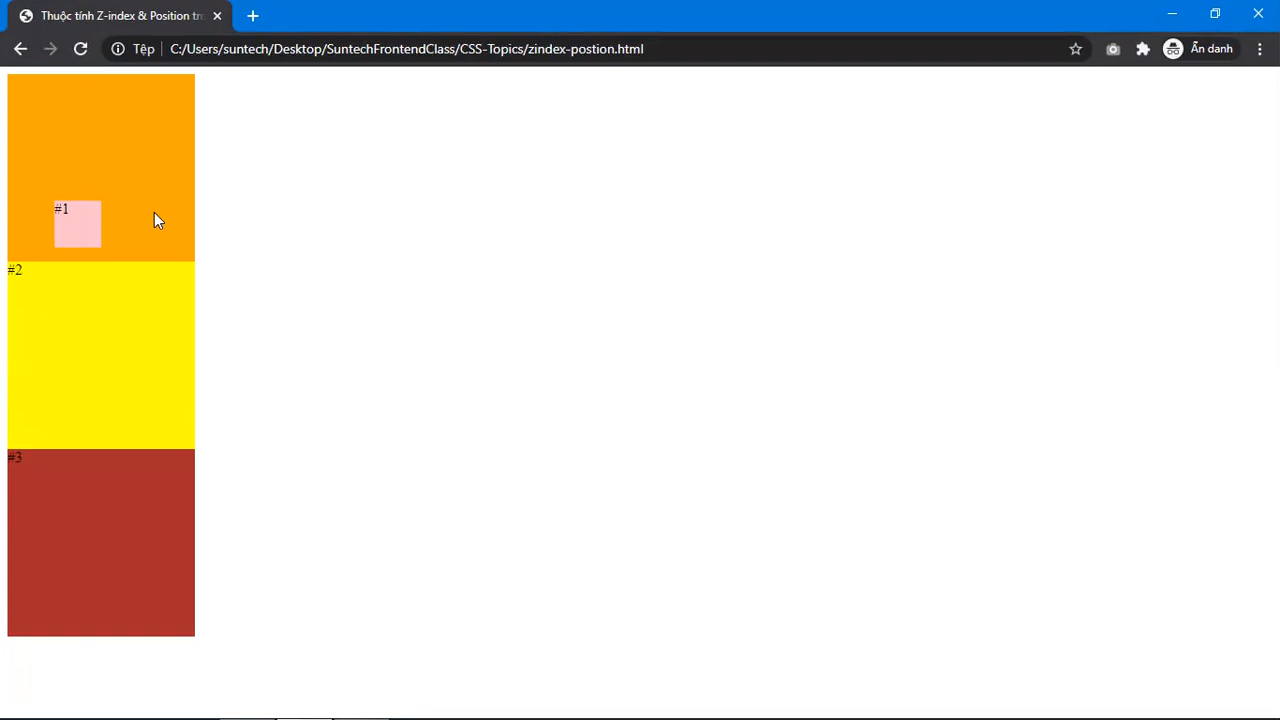 Thuộc tính Z-index & Position tro
Tệp
C:/Users/suntech/Desktop/SuntechFrontendClass/CSS-Topics/zindex-postion.html
Ẩn danh
#1
#2
#3